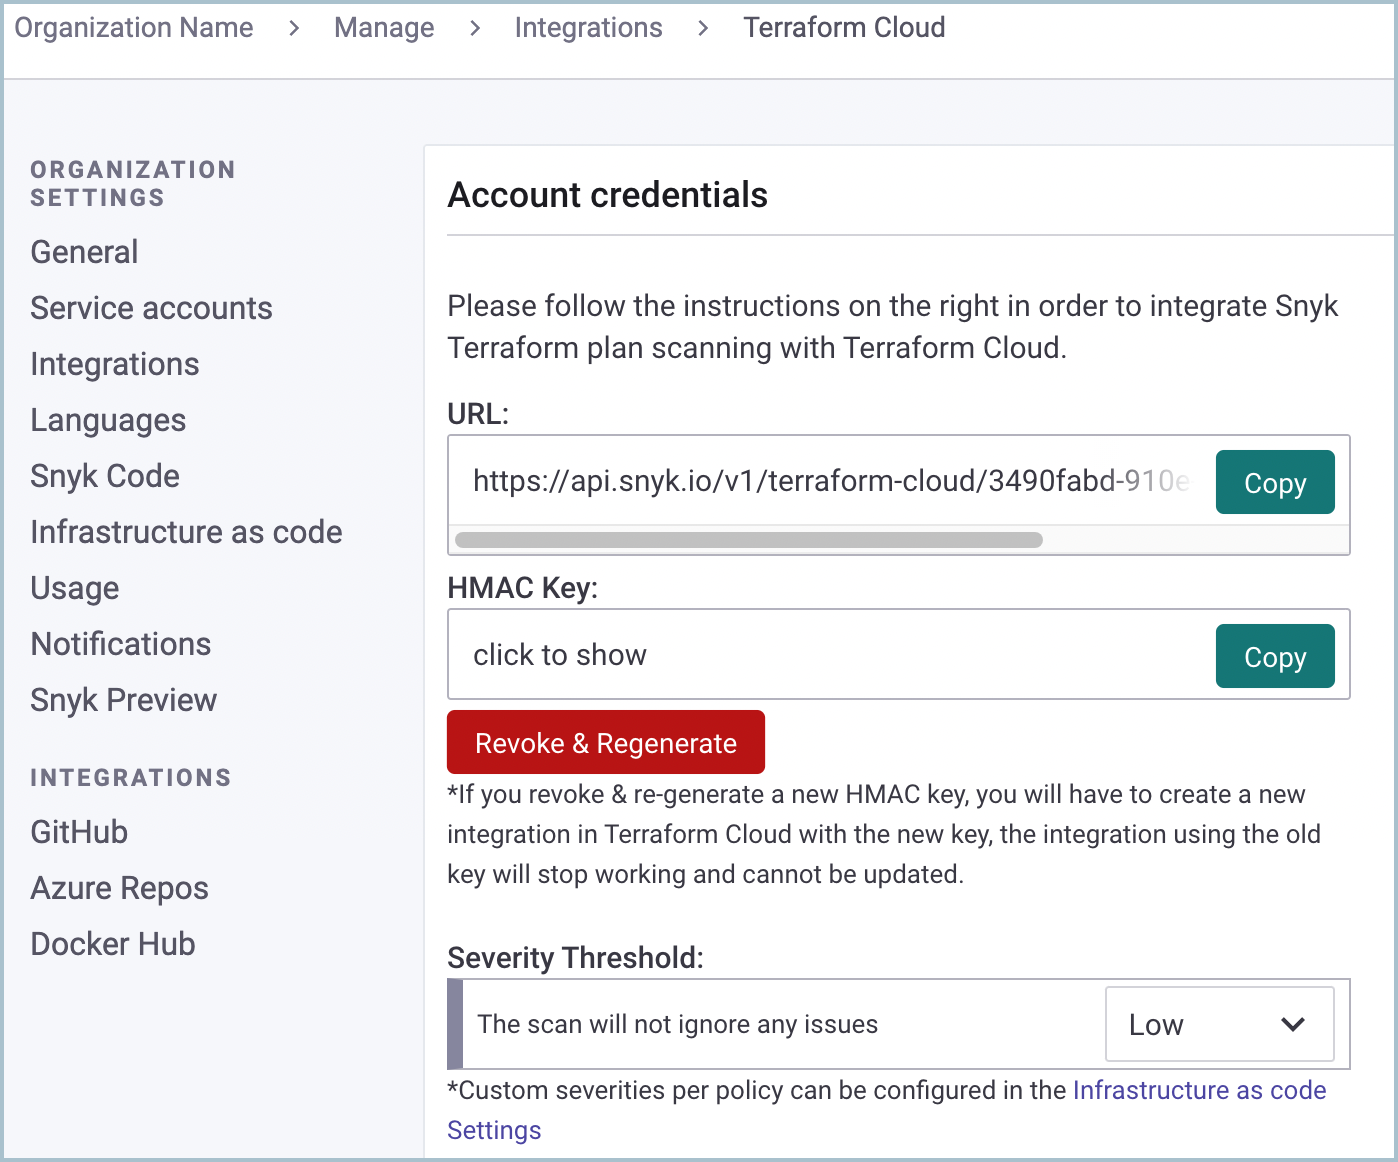 Organization Name > Manage > Integrations > Terraform Cloud
ORGANIZATION
SETTINGS
General
Service accounts
Integrations
Languages
Snyk Code
Infrastructure as code
Usage
Notifications
Snyk Preview
INTEGRATIONS
GitHub
Azure Repos
Docker Hub
Account credentials
Please follow the instructions on the right in order to integrate Snyk
Terraform plan scanning with Terraform Cloud.
URL:
https://api.snyk.io/v1/terraform-cloud/3490fabd-910e Copy
HMAC Key:
click to show Copy
Revoke & Regenerate
*If you revoke & re-generate a new HMAC key, you will have to create a new
integration in Terraform Cloud with the new key, the integration using the old
key will stop working and cannot be updated.
Severity Threshold:
The scan will not ignore any issues Low
*Custom severities per policy can be configured in the Infrastructure as code
Settings